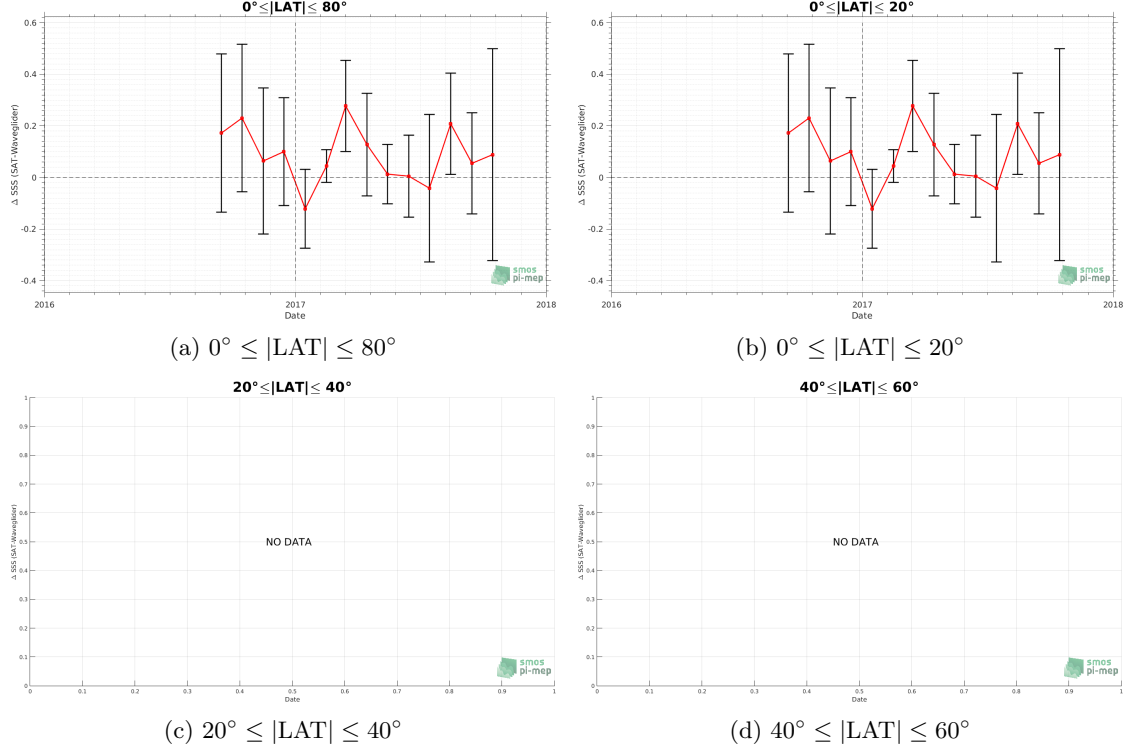 0°≤|LAT|≤ 80°
Δ SSS (SAT-Waveglider)
0.6
0.4
0.2
0
-0.2
-0.4
2016
2017
2018
Date
smos
pi-mep
(a) 0° ≤ |LAT| ≤ 80°
0°≤|LAT|≤ 20°
Δ SSS (SAT-Waveglider)
0.6
0.4
0.2
0
-0.2
-0.4
2016
2017
2018
Date
smos
pi-mep
(b) 0° ≤ |LAT| ≤ 20°
20°≤|LAT|≤ 40°
Δ SSS (SAT-Waveglider)
1
0.9
0.8
0.7
0.6
0.5
0.4
0.3
0.2
0.1
0
NO DATA
0 0.1 0.2 0.3 0.4 0.5 0.6 0.7 0.8 0.9 1
Date
smos
pi-mep
(c) 20° ≤ |LAT| ≤ 40°
40°≤|LAT|≤ 60°
Δ SSS (SAT-Waveglider)
1
0.9
0.8
0.7
0.6
0.5
0.4
0.3
0.2
0.1
0
NO DATA
0 0.1 0.2 0.3 0.4 0.5 0.6 0.7 0.8 0.9 1
Date
smos
pi-mep
(d) 40° ≤ |LAT| ≤ 60°